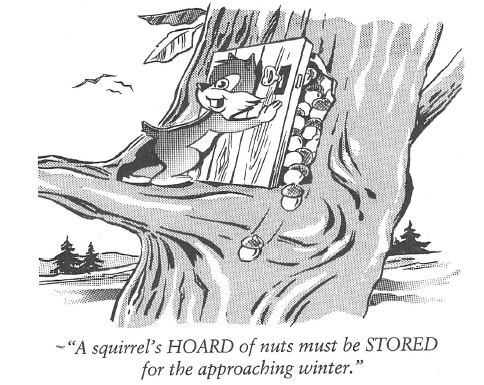 ~“A squirrel’s HOARD of nuts must be STORED
for the approaching winter.”